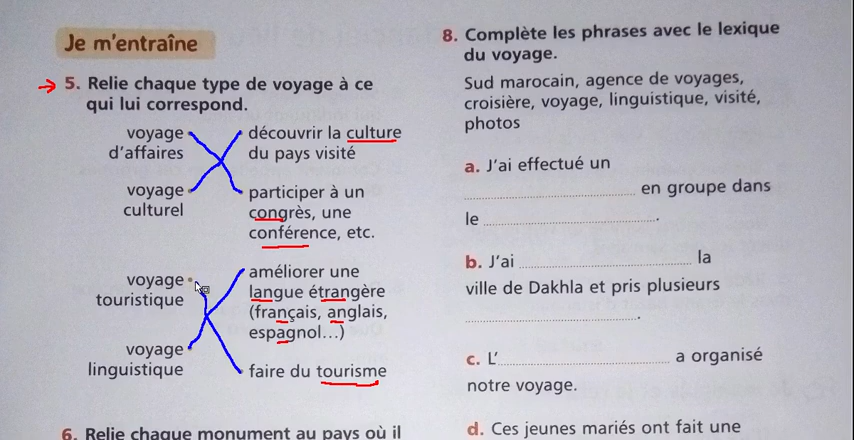 Je m'entraîne
5. Relie chaque type de voyage à ce
qui lui correspond.
voyage
d'affaires
découvrir la culture
du pays visité
voyage
culturel
participer à un
congrès, une
conférence, etc.
voyage
touristique
améliorer une
langue étrangère
(français, anglais,
espagnol...)
voyage
linguistique
faire du tourisme
6. Relie chaque monument au pays où il
8. Complète les phrases avec le lexique
du voyage.
Sud marocain, agence de voyages,
croisière, voyage, linguistique, visité,
photos
a. J'ai effectué un
en groupe dans
le .
b. J'ai la
ville de Dakhla et pris plusieurs
.
c. L' a organisé
notre voyage.
d. Ces jeunes mariés ont fait une